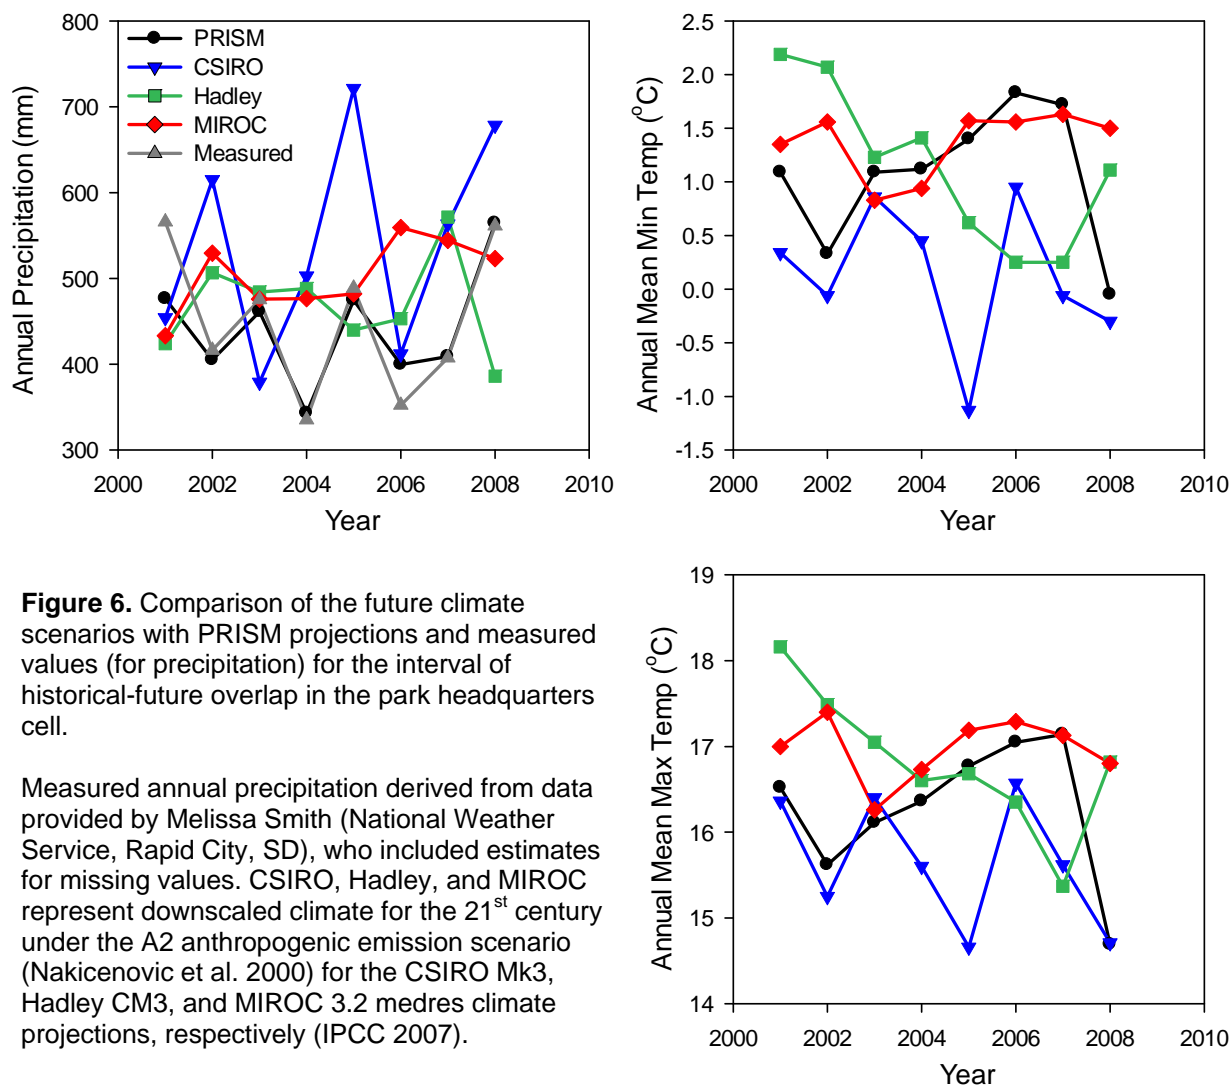 800
700
600
500
400
300
Annual Precipitation (mm)
PRISM
CSIRO
Hadley
MIROC
Measured
2000 2002 2004 2006 2008 2010
Year
2.5
2.0
1.5
1.0
0.5
0.0
-0.5
-1.0
-1.5
Annual Mean Min Temp (°C)
2000 2002 2004 2006 2008 2010
Year
Figure 6. Comparison of the future climate
scenarios with PRISM projections and measured
values (for precipitation) for the interval of
historical-future overlap in the park headquarters
cell.
Measured annual precipitation derived from data
provided by Melissa Smith (National Weather
Service, Rapid City, SD), who included estimates
for missing values. CSIRO, Hadley, and MIROC
represent downscaled climate for the 21st century
under the A2 anthropogenic emission scenario
(Nakicenovic et al. 2000) for the CSIRO Mk3,
Hadley CM3, and MIROC 3.2 medres climate
projections, respectively (IPCC 2007).
19
18
17
16
15
14
Annual Mean Max Temp (°C)
2000 2002 2004 2006 2008 2010
Year